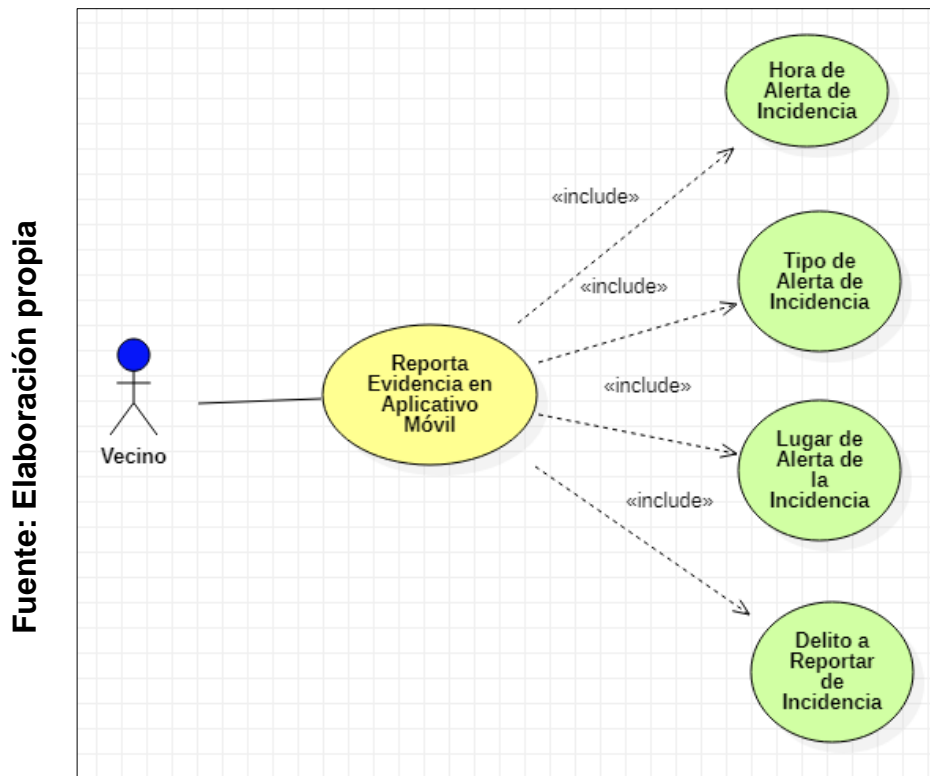 Fuente: Elaboración propia
Hora de
Alerta de
Incidencia
«include»
Tipo de
Alerta de
Incidencia
«include»
Reporta
Evidencia en
Aplicativo
Móvil
Vecino
«include»
Lugar de
Alerta de
la
Incidencia
«include»
Delito a
Reportar
de
Incidencia